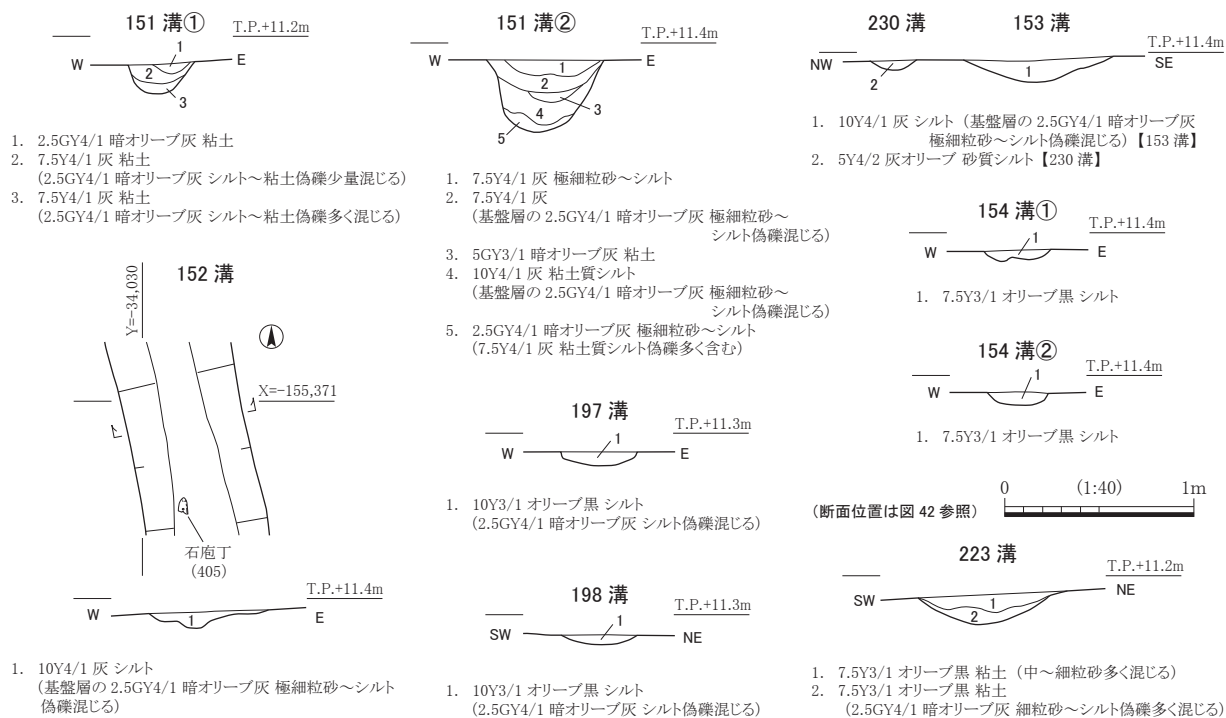 151 溝①
T.P.+11.2m
W
E
1
2
3
1. 2.5GY4/1 暗オリーブ灰 粘土
2. 7.5Y4/1 灰 粘土
(2.5GY4/1 暗オリーブ灰 シルト～粘土偽礫少量混じる)
3. 7.5Y4/1 灰 粘土
(2.5GY4/1 暗オリーブ灰 シルト～粘土偽礫多く混じる)
152 溝
Y=-34,030
X=-155,371
石庖丁
(405)
T.P.+11.4m
W
E
1
1. 10Y4/1 灰 シルト
(基盤層の 2.5GY4/1 暗オリーブ灰 極細粒砂～シルト
偽礫混じる)
151 溝②
T.P.+11.4m
W
E
1
2
3
4
5
1. 7.5Y4/1 灰 極細粒砂～シルト
2. 7.5Y4/1 灰
(基盤層の 2.5GY4/1 暗オリーブ灰 極細粒砂～
シルト偽礫混じる)
3. 5GY3/1 暗オリーブ灰 粘土
4. 10Y4/1 灰 粘土質シルト
(基盤層の 2.5GY4/1 暗オリーブ灰 極細粒砂～
シルト偽礫混じる)
5. 2.5GY4/1 暗オリーブ灰 極細粒砂～シルト
(7.5Y4/1 灰 粘土質シルト偽礫多く含む)
197 溝
T.P.+11.3m
W
E
1
1. 10Y3/1 オリーブ黒 シルト
(2.5GY4/1 暗オリーブ灰 シルト偽礫混じる)
198 溝
T.P.+11.3m
SW
NE
1
1. 10Y3/1 オリーブ黒 シルト
(2.5GY4/1 暗オリーブ灰 シルト偽礫混じる)
230 溝 153 溝
T.P.+11.4m
NW
SE
2
1
1. 10Y4/1 灰 シルト (基盤層の 2.5GY4/1 暗オリーブ灰
極細粒砂～シルト偽礫混じる)【153 溝】
2. 5Y4/2 灰オリーブ 砂質シルト【230 溝】
154 溝①
T.P.+11.4m
W
E
1
1. 7.5Y3/1 オリーブ黒 シルト
154 溝②
T.P.+11.4m
W
E
1
1. 7.5Y3/1 オリーブ黒 シルト
0 (1:40) 1m
(断面位置は図 42 参照)
223 溝
T.P.+11.2m
SW
NE
1
2
1. 7.5Y3/1 オリーブ黒 粘土 (中～細粒砂多く混じる)
2. 7.5Y3/1 オリーブ黒 粘土
(2.5GY4/1 暗オリーブ灰 細粒砂～シルト偽礫多く混じる)